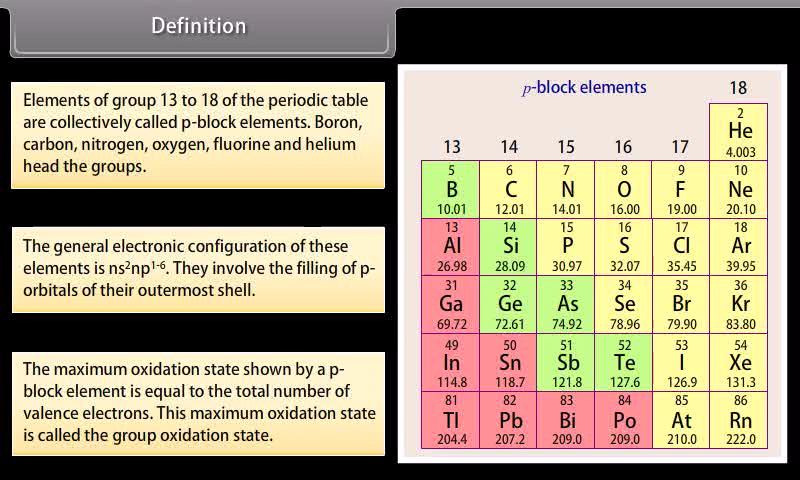 Definition
Elements of group 13 to 18 of the periodic table
are collectively called p-block elements. Boron,
carbon, nitrogen, oxygen, fluorine and helium
head the groups.
The general electronic configuration of these
elements is ns²np¹⁻⁶. They involve the filling of p-
orbitals of their outermost shell.
The maximum oxidation state shown by a p-
block element is equal to the total number of
valence electrons. This maximum oxidation state
is called the group oxidation state.
p-block elements
18
2
He
4.003
13 14 15 16 17
5 6 7 8 9 10
B C N O F Ne
10.01 12.01 14.01 16.00 19.00 20.10
13 14 15 16 17 18
Al Si P S Cl Ar
26.98 28.09 30.97 32.07 35.45 39.95
31 32 33 34 35 36
Ga Ge As Se Br Kr
69.72 72.61 74.92 78.96 79.90 83.80
49 50 51 52 53 54
In Sn Sb Te I Xe
114.8 118.7 121.8 127.6 126.9 131.3
81 82 83 84 85 86
Tl Pb Bi Po At Rn
204.4 207.2 209.0 209.0 210.0 222.0